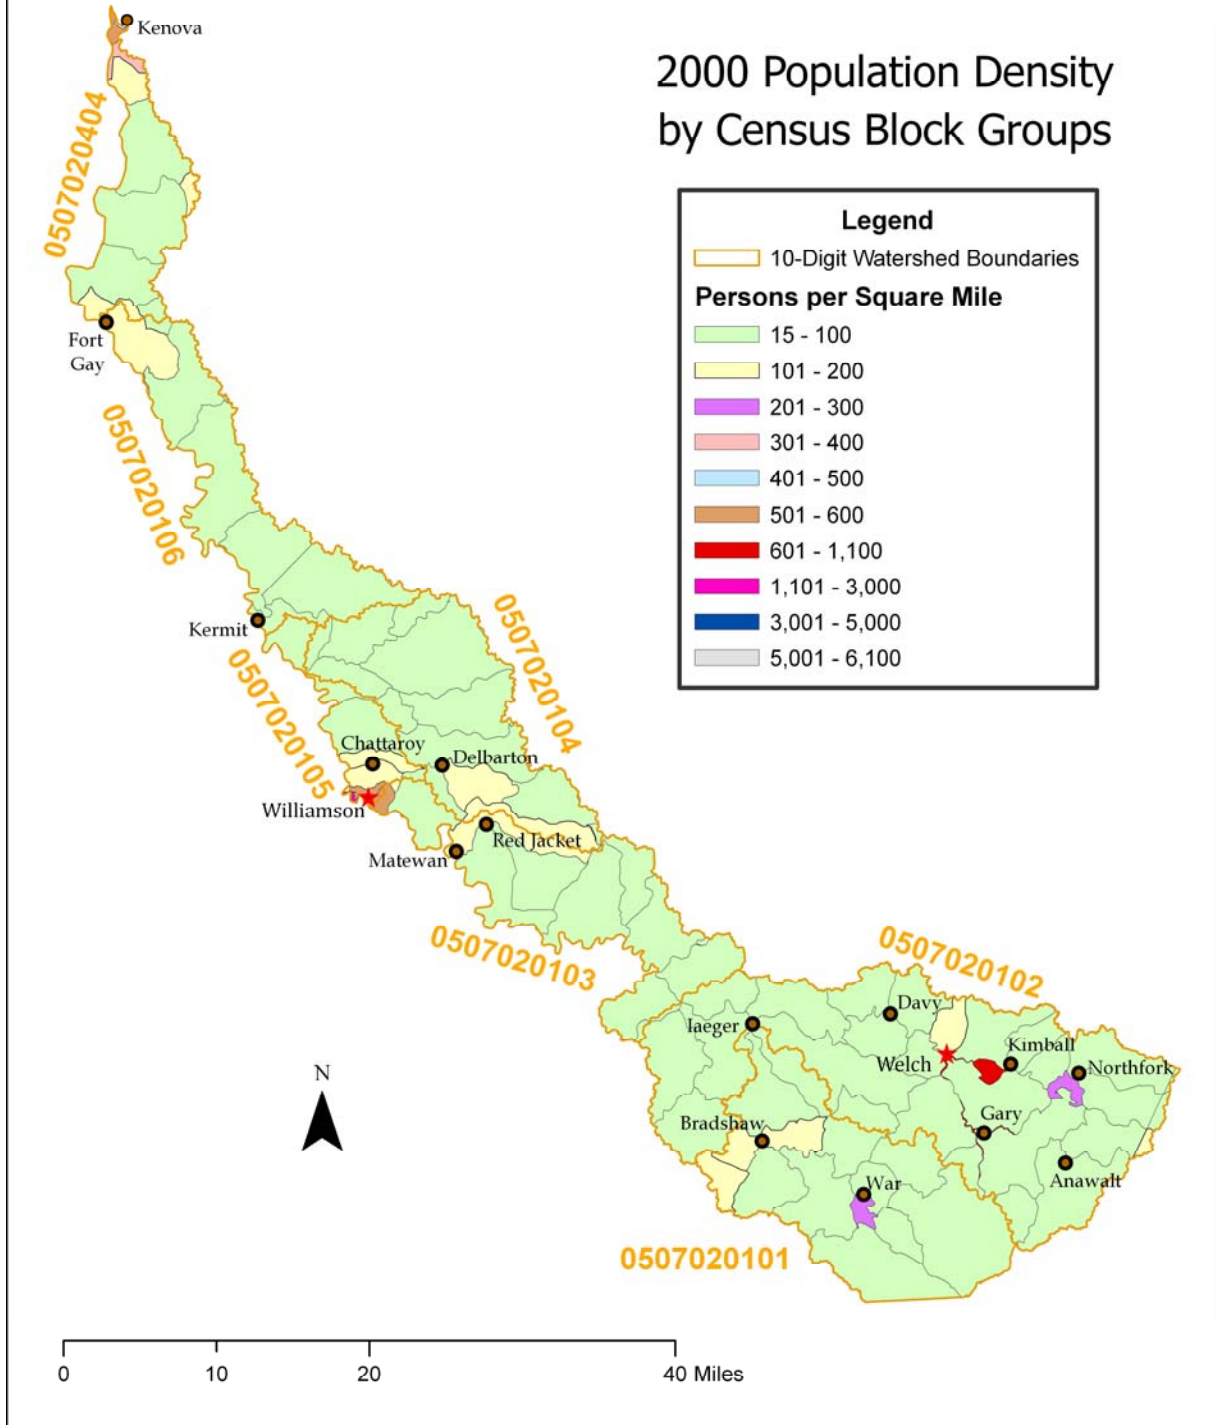 Kenova
2000 Population Density
by Census Block Groups
0507020404
Legend
10-Digit Watershed Boundaries
Persons per Square Mile
15 - 100
101 - 200
201 - 300
301 - 400
401 - 500
501 - 600
601 - 1,100
1,101 - 3,000
3,001 - 5,000
5,001 - 6,100
Fort
Gay
0507020106
Kermit
0507020104
0507020105
Chattaroy
Delbarton
Williamson
Red Jacket
Matewan
0507020103
0507020102
Davy
Iaeger
Kimball
Welch
Northfork
N
Gary
Bradshaw
Anawalt
War
0507020101
0 10 20 40 Miles